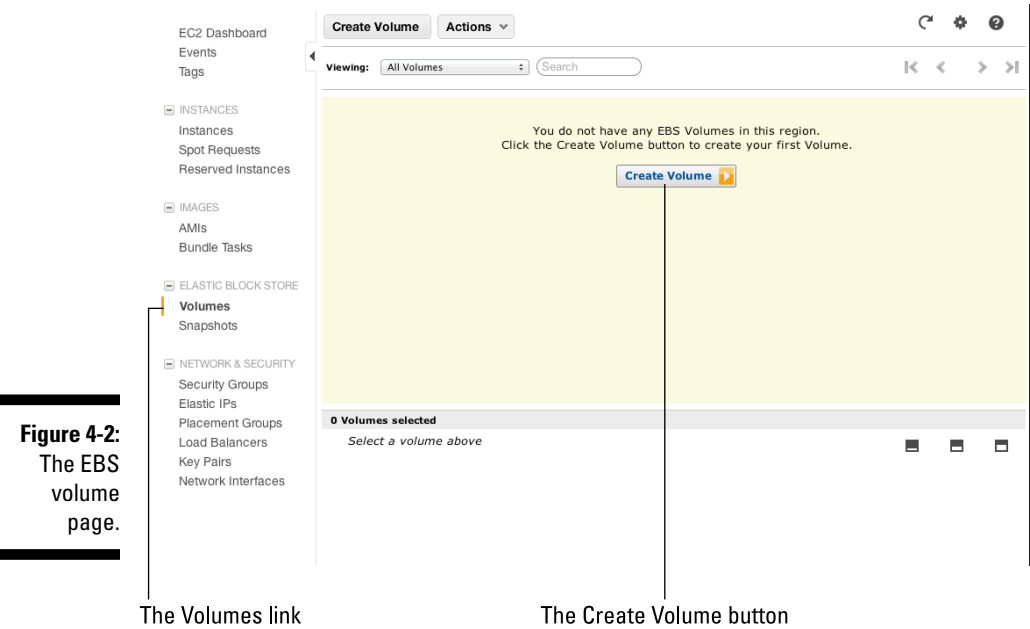 EC2 Dashboard
Events
Tags
INSTANCES
Instances
Spot Requests
Reserved Instances
IMAGES
AMIs
Bundle Tasks
ELASTIC BLOCK STORE
Volumes
Snapshots
NETWORK & SECURITY
Security Groups
Elastic IPs
Placement Groups
Load Balancers
Key Pairs
Network Interfaces
Create Volume Actions
Viewing: All Volumes Search
You do not have any EBS Volumes in this region.
Click the Create Volume button to create your first Volume.
Create Volume
0 Volumes selected
Select a volume above
Figure 4-2:
The EBS
volume
page.
The Volumes link
The Create Volume button